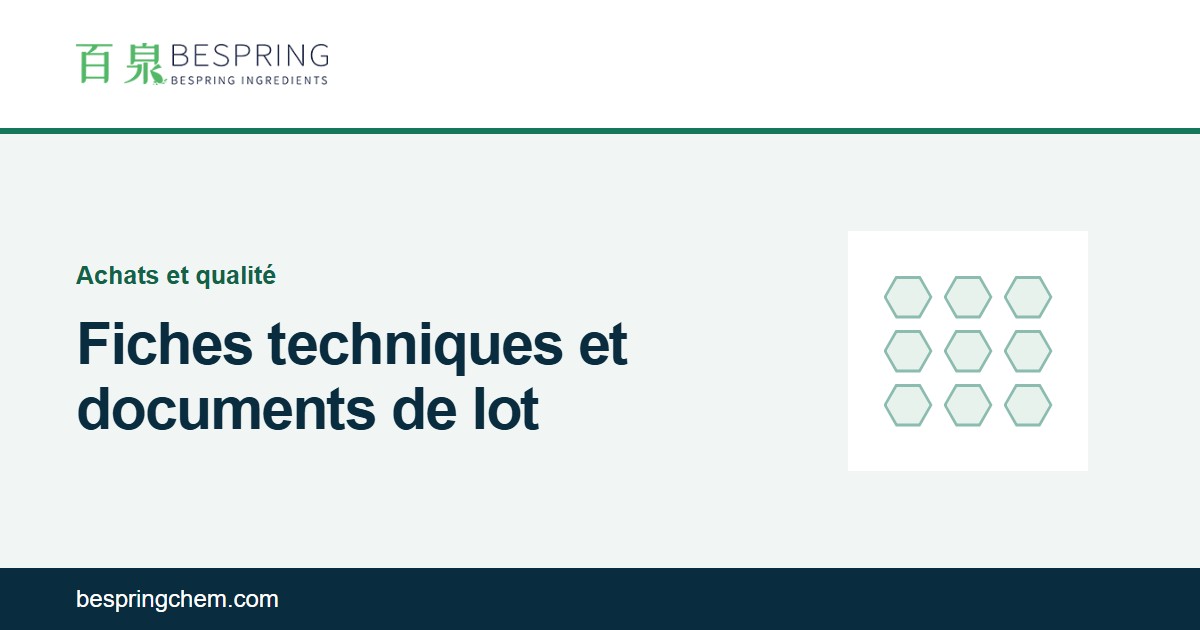 百泉 BESPRING
BESPRING INGREDIENTS
Achats et qualité
Fiches techniques et
documents de lot
bespringchem.com